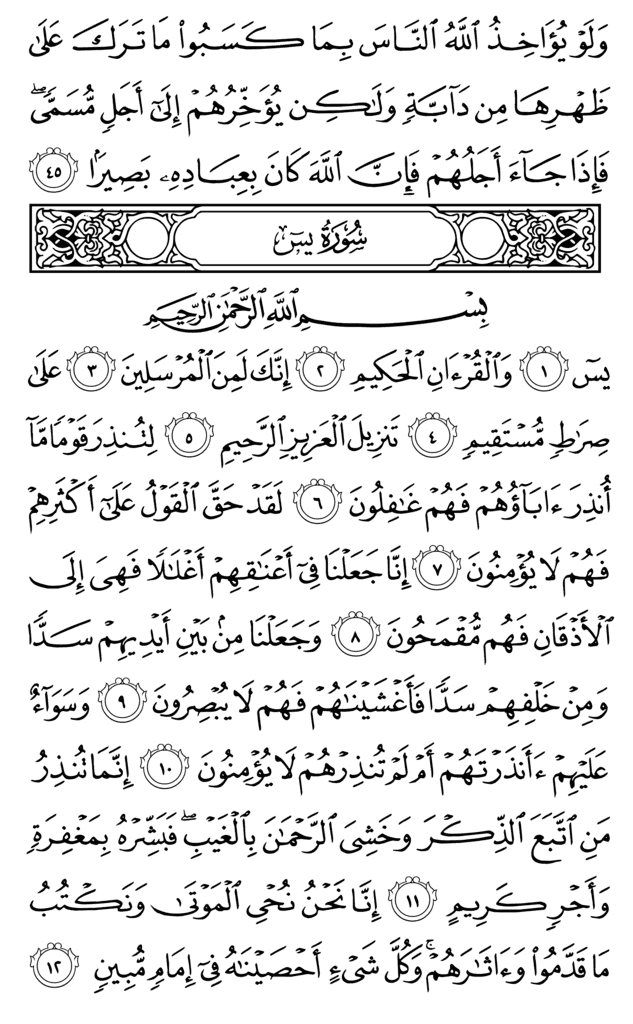 وَلَوْ يُؤَاخِذُ ٱللَّهُ ٱلنَّاسَ بِمَا كَسَبُوا۟ مَا تَرَكَ عَلَىٰ
ظَهْرِهَا مِن دَآبَّةٍ وَلَٰكِن يُؤَخِّرُهُمْ إِلَىٰٓ أَجَلٍ مُّسَمًّى ۖ
فَإِذَا جَآءَ أَجَلُهُمْ فَإِنَّ ٱللَّهَ كَانَ بِعِبَادِهِۦ بَصِيرًۢا ٤٥
سُورَةُ يسٓ
بِسْمِ ٱللَّهِ ٱلرَّحْمَٰنِ ٱلرَّحِيمِ
يسٓ ١ وَٱلْقُرْءَانِ ٱلْحَكِيمِ ٢ إِنَّكَ لَمِنَ ٱلْمُرْسَلِينَ ٣ عَلَىٰ
صِرَٰطٍ مُّسْتَقِيمٍ ٤ تَنزِيلَ ٱلْعَزِيزِ ٱلرَّحِيمِ ٥ لِتُنذِرَ قَوْمًا مَّآ
أُنذِرَ ءَابَآؤُهُمْ فَهُمْ غَٰفِلُونَ ٦ لَقَدْ حَقَّ ٱلْقَوْلُ عَلَىٰٓ أَكْثَرِهِمْ
فَهُمْ لَا يُؤْمِنُونَ ٧ إِنَّا جَعَلْنَا فِىٓ أَعْنَٰقِهِمْ أَغْلَٰلًا فَهِىَ إِلَى
ٱلْأَذْقَانِ فَهُم مُّقْمَحُونَ ٨ وَجَعَلْنَا مِنۢ بَيْنِ أَيْدِيهِمْ سَدًّا
وَمِنْ خَلْفِهِمْ سَدًّا فَأَغْشَيْنَٰهُمْ فَهُمْ لَا يُبْصِرُونَ ٩ وَسَوَآءٌ
عَلَيْهِمْ ءَأَنذَرْتَهُمْ أَمْ لَمْ تُنذِرْهُمْ لَا يُؤْمِنُونَ ١٠ إِنَّمَا تُنذِرُ
مَنِ ٱتَّبَعَ ٱلذِّكْرَ وَخَشِىَ ٱلرَّحْمَٰنَ بِٱلْغَيْبِ ۖ فَبَشِّرْهُ بِمَغْفِرَةٍ
وَأَجْرٍ كَرِيمٍ ١١ إِنَّا نَحْنُ نُحْىِ ٱلْمَوْتَىٰ وَنَكْتُبُ
مَا قَدَّمُوا۟ وَءَاثَٰرَهُمْ ۚ وَكُلَّ شَىْءٍ أَحْصَيْنَٰهُ فِىٓ إِمَامٍ مُّبِينٍ ١٢